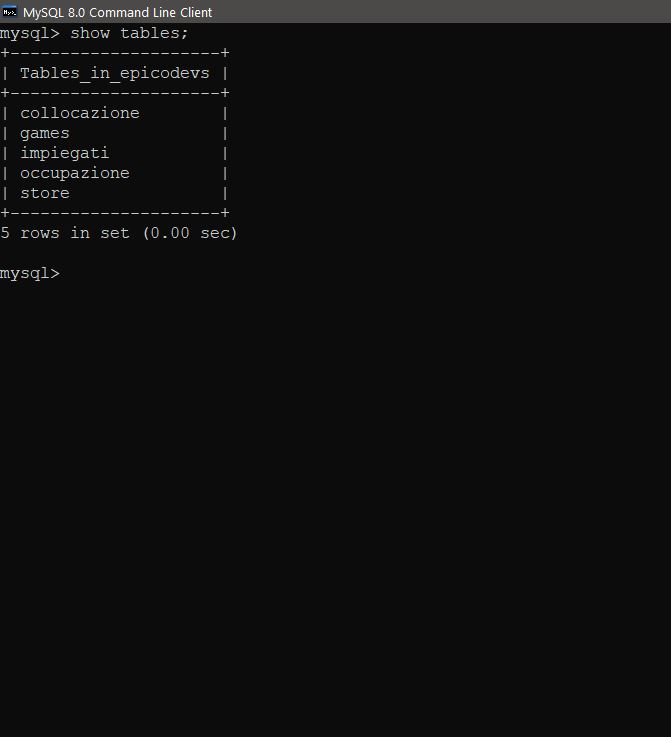 MySQL 8.0 Command Line Client
mysql> show tables;
+---------------------+
| Tables_in_epicodevs |
+---------------------+
| collocazione        |
| games               |
| impiegati           |
| occupazione         |
| store               |
+---------------------+
5 rows in set (0.00 sec)
mysql>